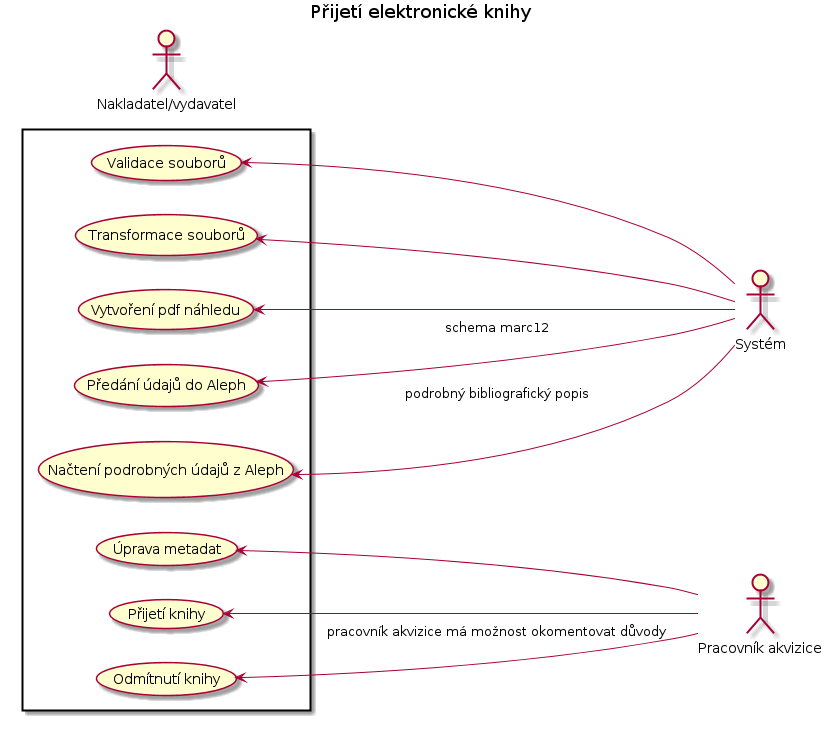 Přijetí elektronické knihy
Nakladatel/vydavatel
Validace souborů
Transformace souborů
Vytvoření pdf náhledu
schema marc12
Systém
Předání údajů do Aleph
podrobný bibliografický popis
Načtení podrobných údajů z Aleph
Úprava metadat
Přijetí knihy
pracovník akvizice má možnost okomentovat důvody
Pracovník akvizice
Odmítnutí knihy